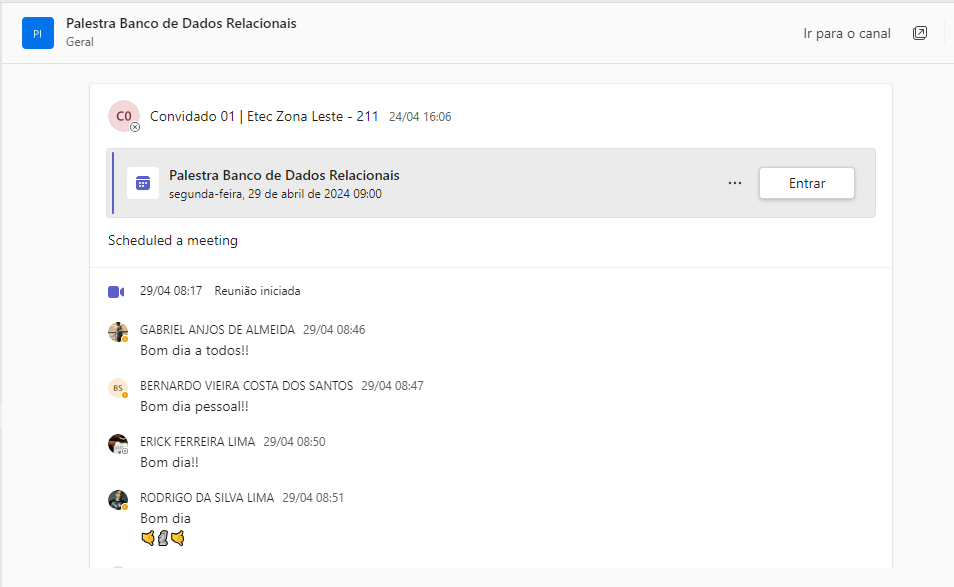 PI
Palestra Banco de Dados Relacionais
Geral
Ir para o canal
C0
Convidado 01 | Etec Zona Leste - 211 24/04 16:06
Palestra Banco de Dados Relacionais
segunda-feira, 29 de abril de 2024 09:00
Entrar
Scheduled a meeting
29/04 08:17 Reunião iniciada
GABRIEL ANJOS DE ALMEIDA 29/04 08:46
Bom dia a todos!!
BS
BERNARDO VIEIRA COSTA DOS SANTOS 29/04 08:47
Bom dia pessoal!!
ERICK FERREIRA LIMA 29/04 08:50
Bom dia!!
RODRIGO DA SILVA LIMA 29/04 08:51
Bom dia